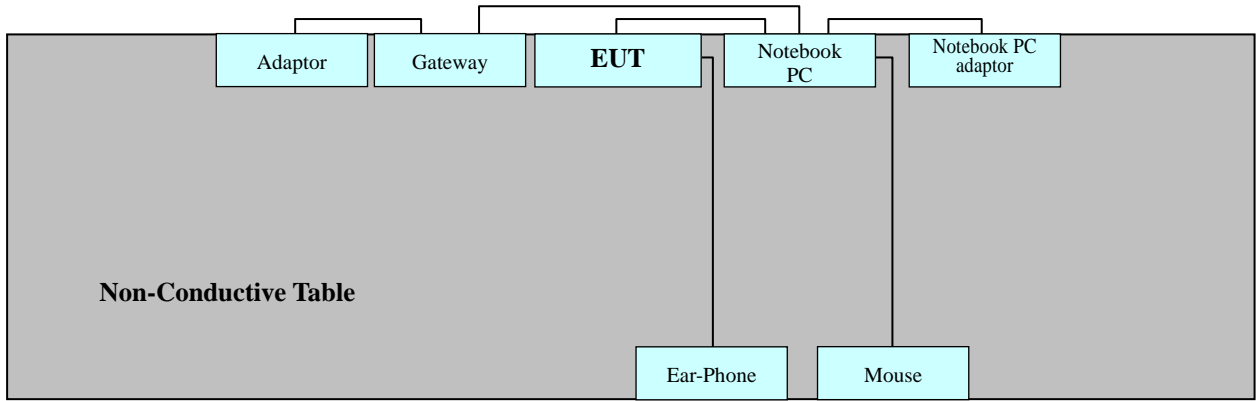 Adaptor
Gateway
EUT
Notebook
PC
Notebook PC
adaptor
Non-Conductive Table
Ear-Phone
Mouse